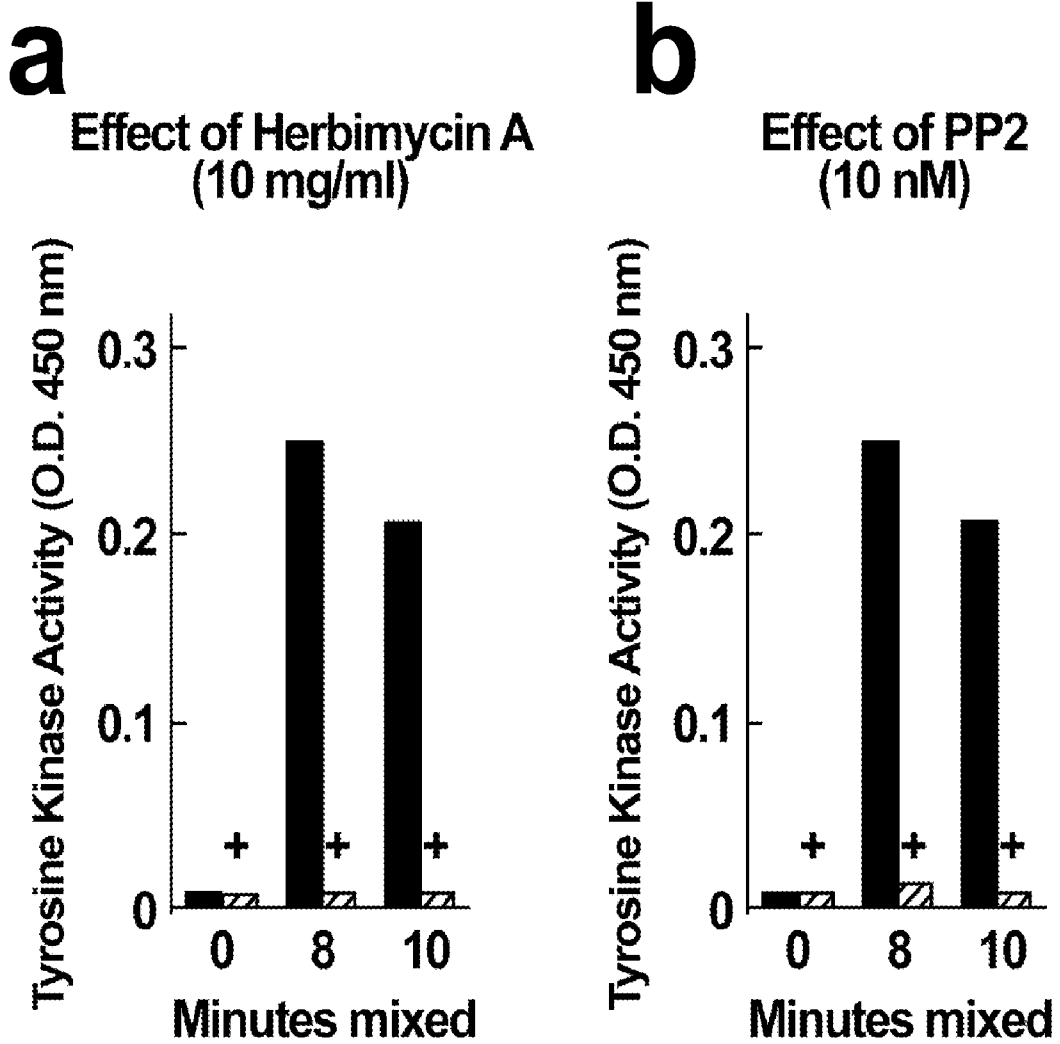 a
Effect of Herbimycin A
(10 mg/ml)
Tyrosine Kinase Activity (O.D. 450 nm)
0.3
0.2
0.1
0
+ + +
0 8 10
Minutes mixed
b
Effect of PP2
(10 nM)
Tyrosine Kinase Activity (O.D. 450 nm)
0.3
0.2
0.1
0
+ + +
0 8 10
Minutes mixed